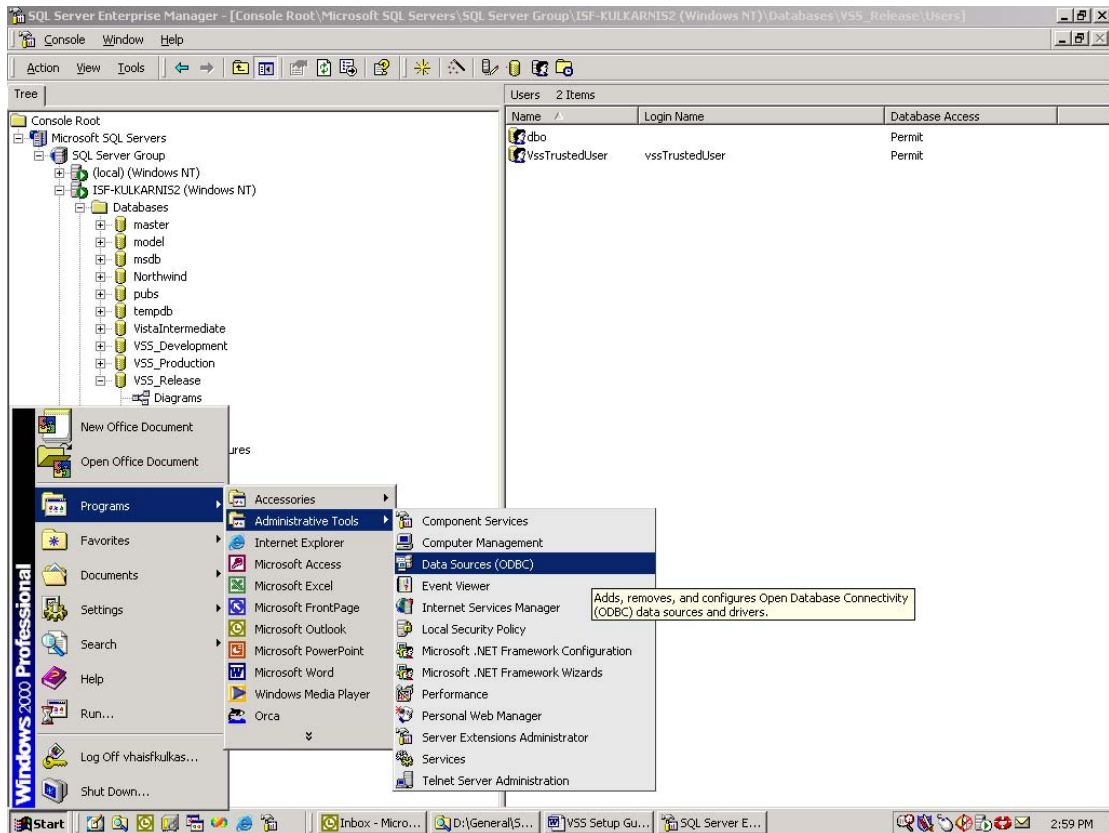 SQL Server Enterprise Manager - [Console Root\Microsoft SQL Servers\SQL Server Group\ISF-KULKARNIS2 (Windows NT)\Databases\VSS_Release\Users]
Console Window Help
Action View Tools
Tree
Users 2 Items
Console Root
Microsoft SQL Servers
SQL Server Group
(local) (Windows NT)
ISF-KULKARNIS2 (Windows NT)
Databases
master
model
msdb
Northwind
pubs
tempdb
VistaIntermediate
VSS_Development
VSS_Production
VSS_Release
Diagrams
ures
Name Login Name Database Access
dbo Permit
VssTrustedUser vssTrustedUser Permit
Windows 2000 Professional
New Office Document
Open Office Document
Programs
Favorites
Documents
Settings
Search
Help
Run...
Log Off vhaisfkulkas...
Shut Down...
Accessories
Administrative Tools
Internet Explorer
Microsoft Access
Microsoft Excel
Microsoft FrontPage
Microsoft Outlook
Microsoft PowerPoint
Microsoft Word
Windows Media Player
Orca
Component Services
Computer Management
Data Sources (ODBC)
Event Viewer
Internet Services Manager
Local Security Policy
Microsoft .NET Framework Configuration
Microsoft .NET Framework Wizards
Performance
Personal Web Manager
Server Extensions Administrator
Services
Telnet Server Administration
Adds, removes, and configures Open Database Connectivity
(ODBC) data sources and drivers.
Start Inbox - Micro... D:\General\S... VSS Setup Gu... SQL Server E... 2:59 PM